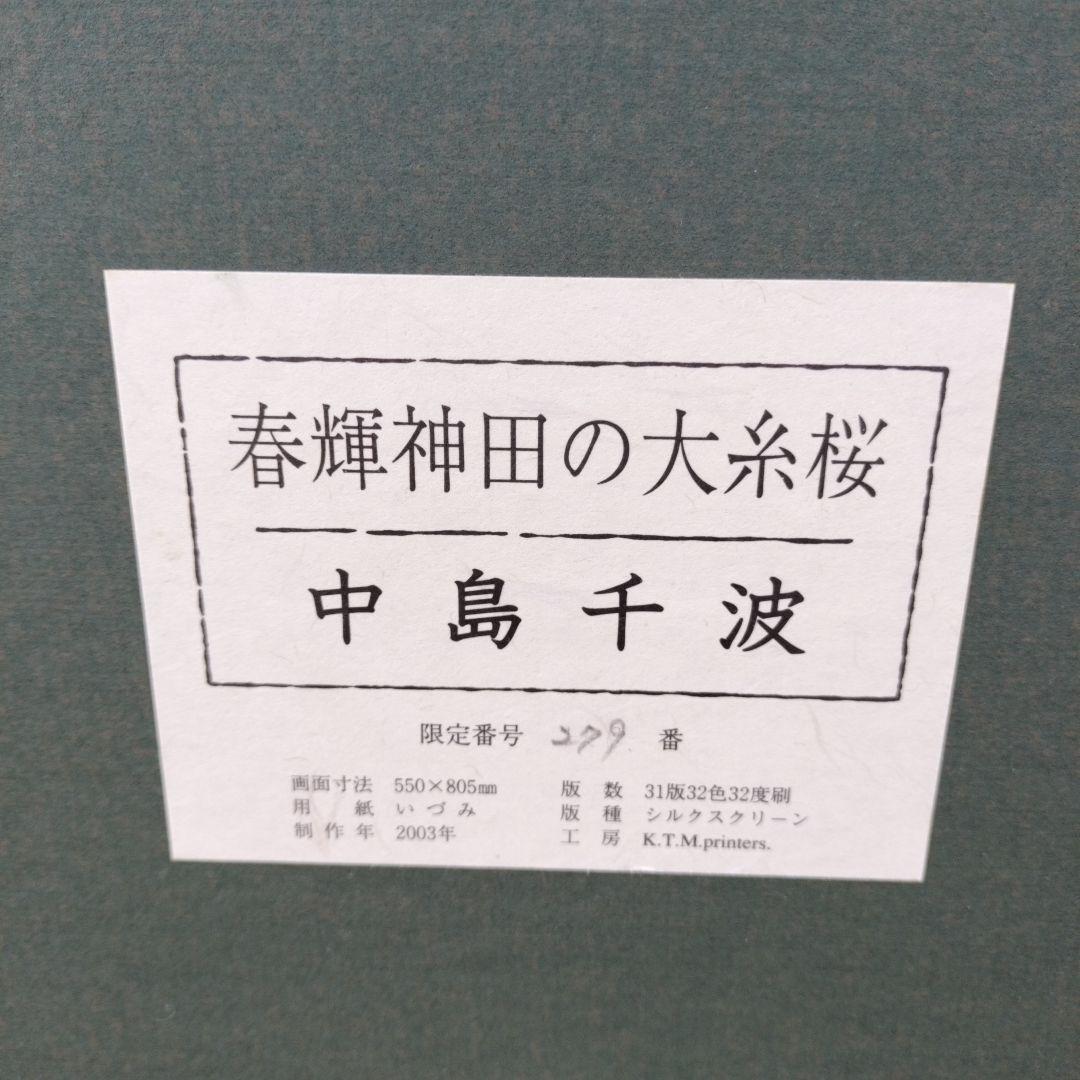 春輝神田の大糸桜
中島千波
限定番号 279 番
画面寸法 550×805㎜
用紙 いづみ
制作年 2003年
版数 31版32色32度刷
版種 シルクスクリーン
工房 K.T.M.printers.